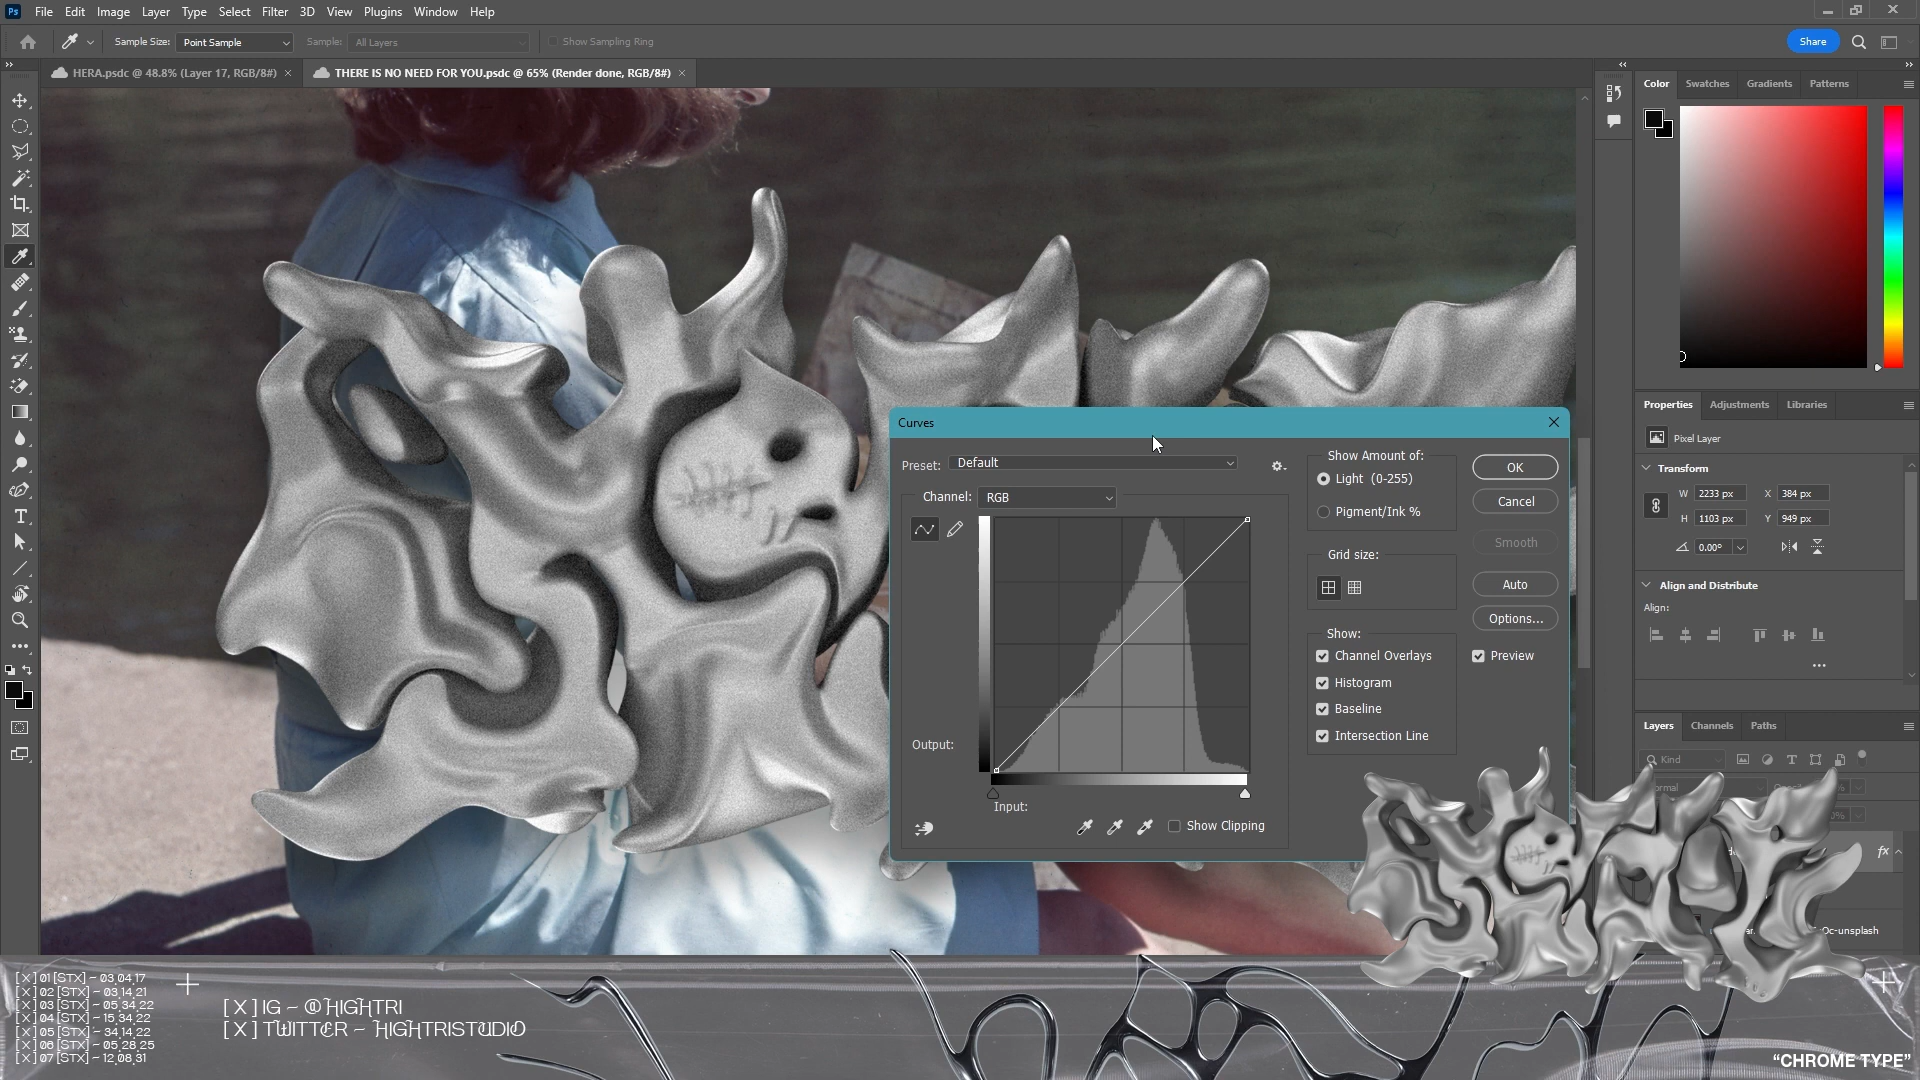 Ps File Edit Image Layer Type Select Filter 3D View Plugins Window Help
Sample Size: Point Sample Sample: All Layers Show Sampling Ring Share
HERA.psdc @ 48.8% (Layer 17, RGB/8#) × THERE IS NO NEED FOR YOU.psdc @ 65% (Render done, RGB/8#) ×
Color Swatches Gradients Patterns
Properties Adjustments Libraries
Pixel Layer
Transform
W 2233 px X 384 px
H 1103 px Y 949 px
0.00°
Align and Distribute
Align:
Layers Channels Paths
Kind
fx
Oc-unsplash
Curves
Preset: Default
Channel: RGB
Output:
Input:
Show Clipping
Show Amount of:
Light (0-255)
Pigment/Ink %
Grid size:
Show:
Channel Overlays
Histogram
Baseline
Intersection Line
OK
Cancel
Smooth
Auto
Options...
Preview
[X] 01 [STX] – 03.04.17
[X] 02 [STX] – 03.14.21
[X] 03 [STX] – 05.34.22
[X] 04 [STX] – 15.34.22
[X] 05 [STX] – 34.14.22
[X] 06 [STX] – 05.28.25
[X] 07 [STX] – 12.08.31
[X] IG – @HIGHTRI
[X] TWITTER – HIGHTRISTUDIO
“CHROME TYPE”